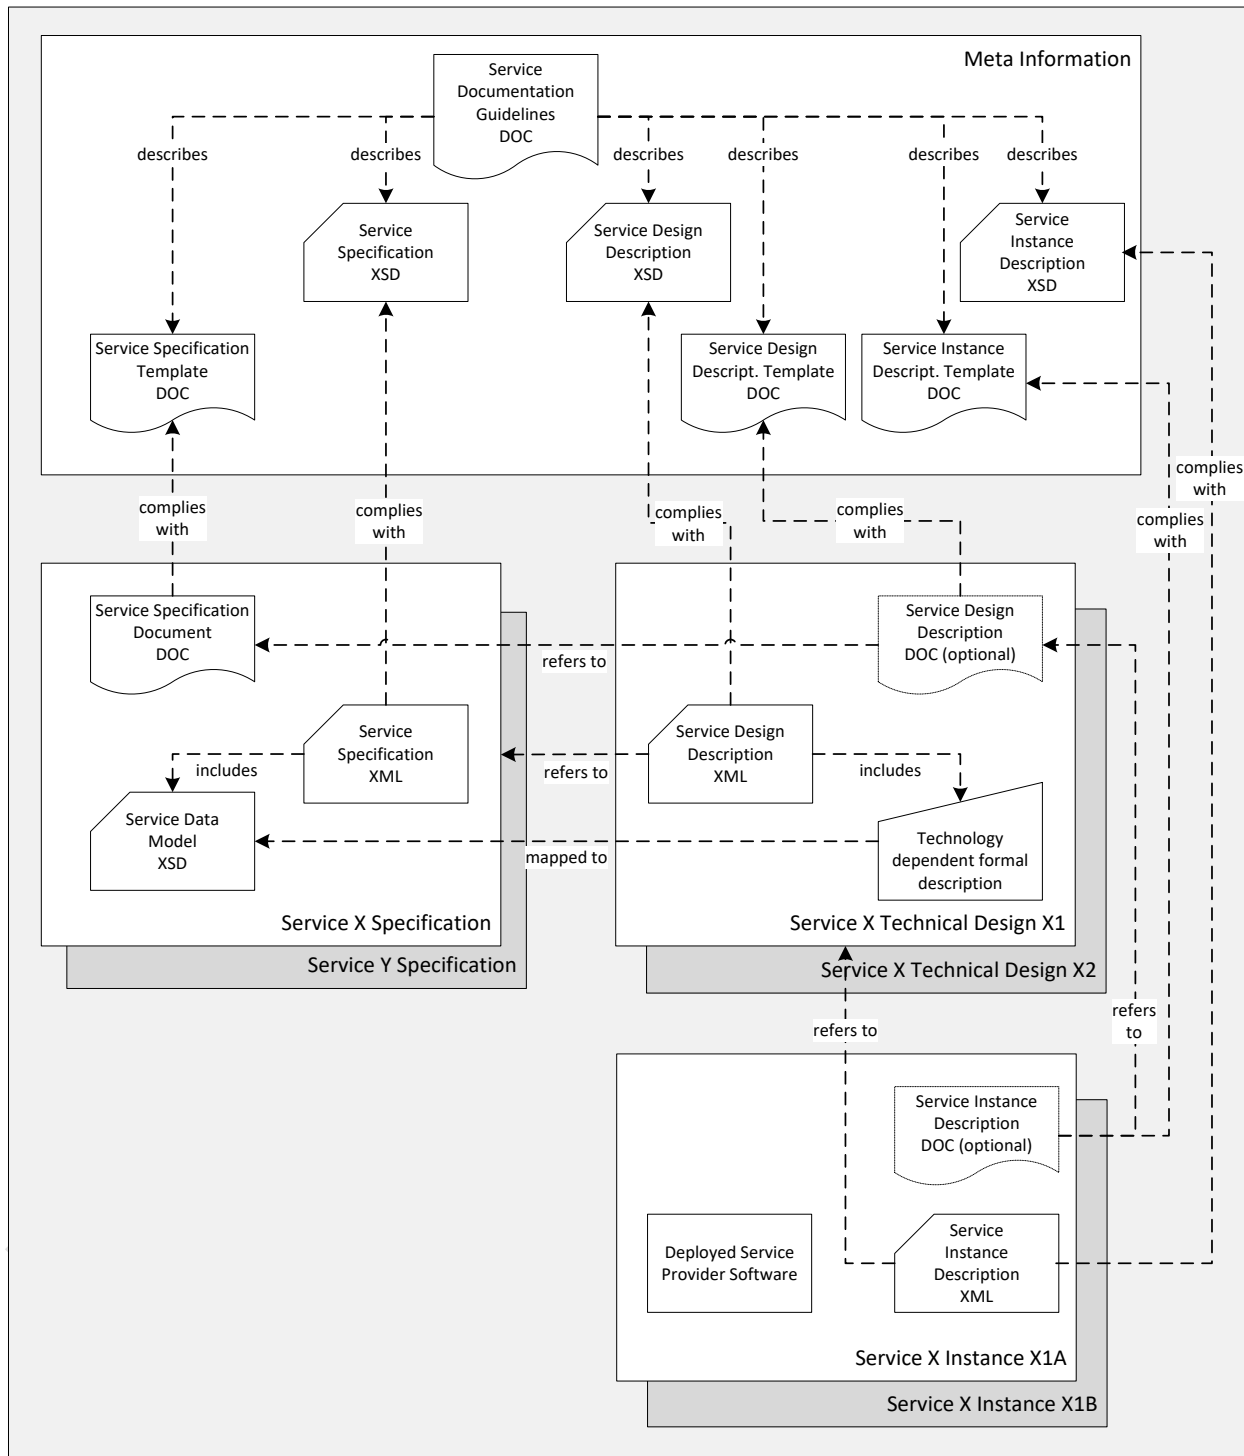 Meta Information
Service
Documentation
Guidelines
DOC
describes
describes
describes
describes
describes
describes
Service
Specification
XSD
Service Design
Description
XSD
Service
Instance
Description
XSD
Service Specification
Template
DOC
Service Design
Descript. Template
DOC
Service Instance
Descript. Template
DOC
complies
with
complies
with
complies
with
complies
with
complies
with
complies
with
Service Specification
Document
DOC
refers to
Service Design
Description
DOC (optional)
Service
Specification
XML
includes
refers to
Service Design
Description
XML
includes
Service Data
Model
XSD
mapped to
Technology
dependent formal
description
Service X Specification
Service Y Specification
Service X Technical Design X1
Service X Technical Design X2
refers to
refers
to
Service Instance
Description
DOC (optional)
Deployed Service
Provider Software
Service
Instance
Description
XML
Service X Instance X1A
Service X Instance X1B